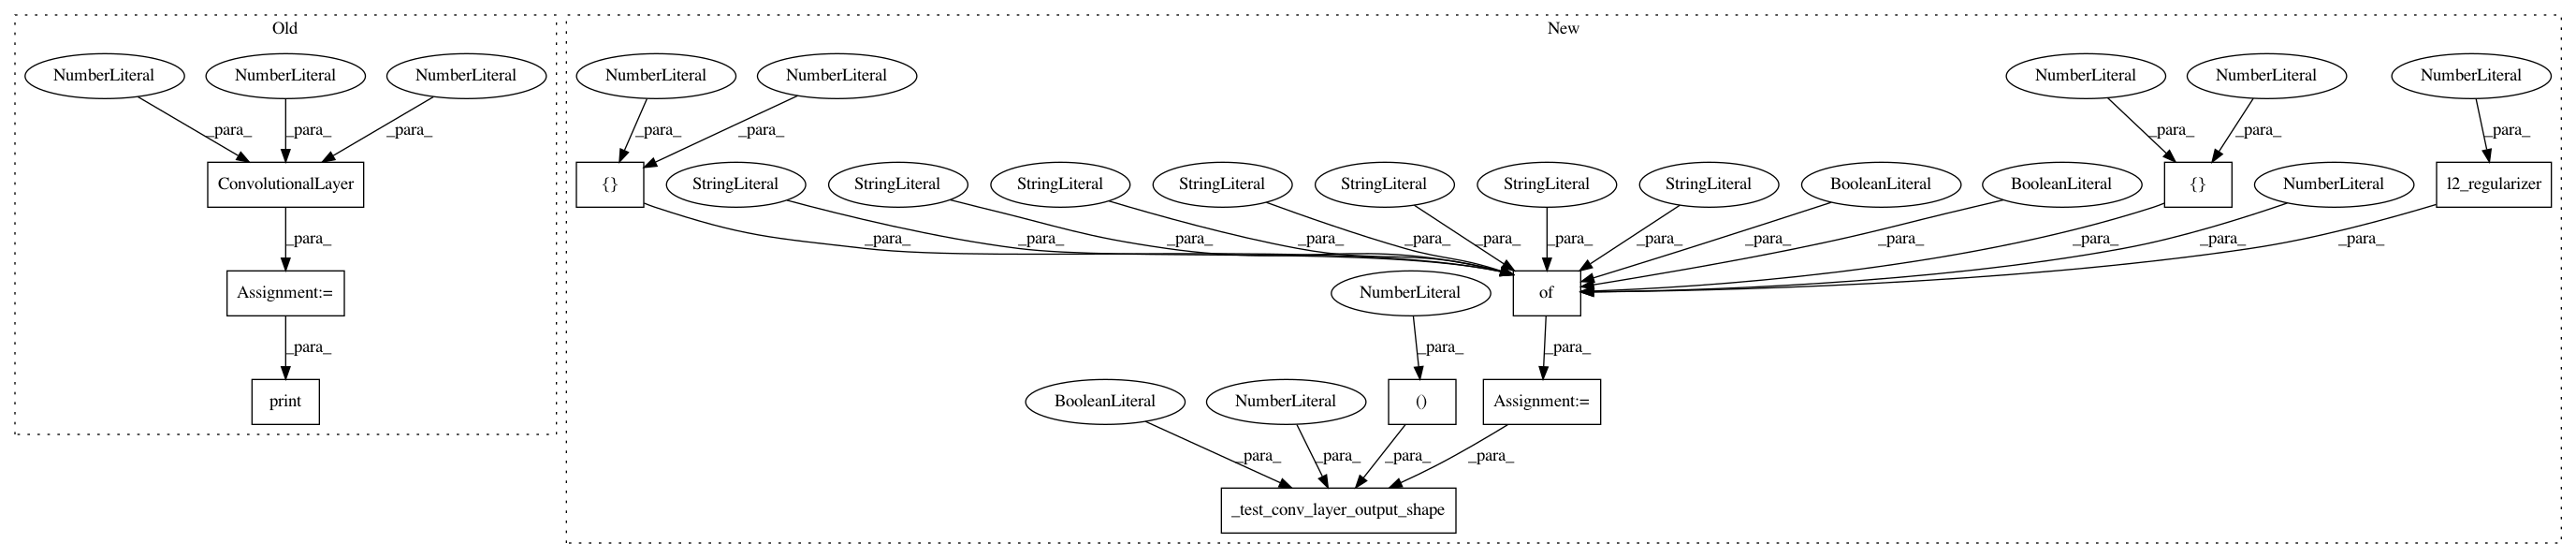 Old
New
NumberLiteral
NumberLiteral
NumberLiteral
NumberLiteral
NumberLiteral
NumberLiteral
NumberLiteral
NumberLiteral
_para_
_para_
_para_
_para_
_para_
_para_
_para_
_para_
ConvolutionalLayer
{}
StringLiteral
StringLiteral
StringLiteral
StringLiteral
StringLiteral
StringLiteral
StringLiteral
BooleanLiteral
BooleanLiteral
{}
NumberLiteral
l2_regularizer
_para_
_para_
_para_
_para_
_para_
_para_
_para_
_para_
_para_
_para_
_para_
_para_
_para_
Assignment:=
NumberLiteral
of
_para_
_para_
_para_
print
BooleanLiteral
NumberLiteral
()
Assignment:=
_para_
_para_
_para_
_para_
_test_conv_layer_output_shape